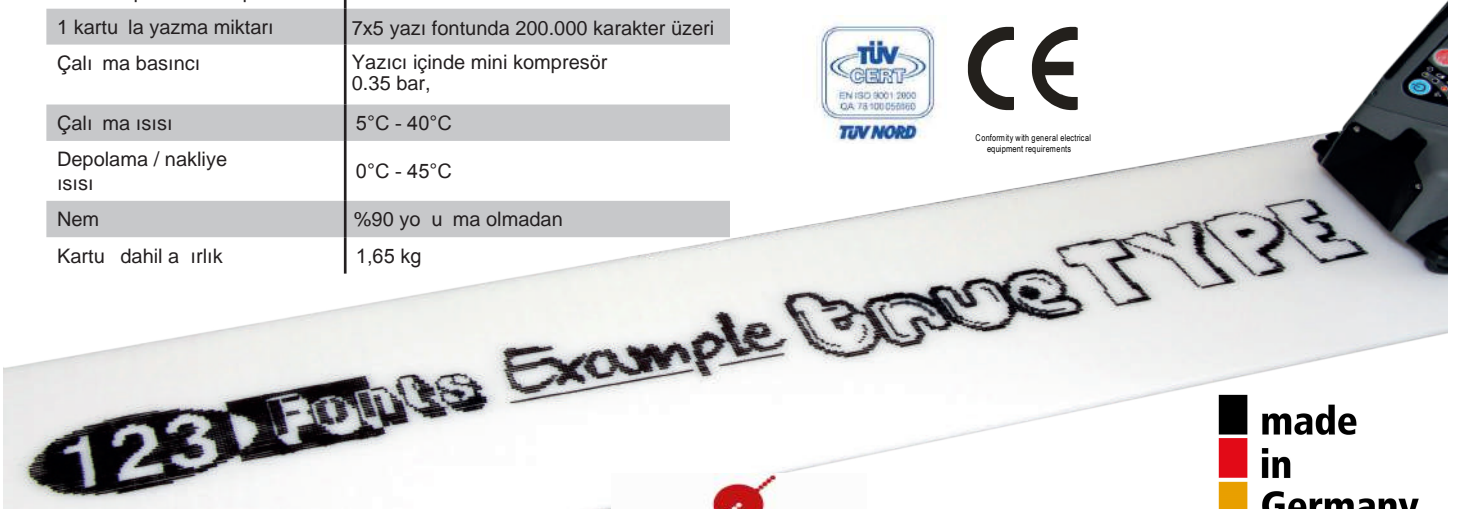 1 kartu la yazma miktarı
7x5 yazı fontunda 200.000 karakter üzeri
Çalı ma basıncı
Yazıcı içinde mini kompresör
0.35 bar,
Çalı ma ısısı
5°C - 40°C
Depolama / nakliye
ısısı
0°C - 45°C
Nem
%90 yo u ma olmadan
Kartu dahil a ırlık
1,65 kg
TÜV
CERT
EN ISO 9001 2000
TÜV NORD
CE
Conformity with general electrical
equipment requirements
123 Fonts Example true TYPE
made
in
Germany